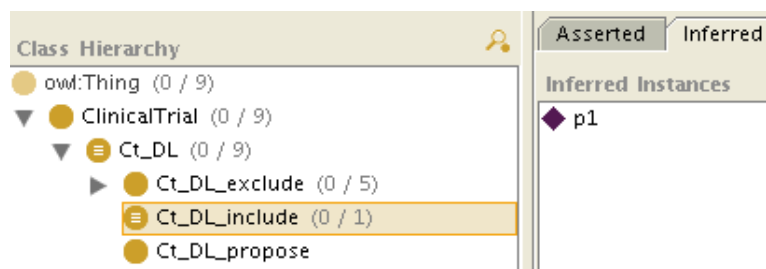 Class Hierarchy
owl:Thing (0 / 9)
ClinicalTrial (0 / 9)
Ct_DL (0 / 9)
Ct_DL_exclude (0 / 5)
Ct_DL_include (0 / 1)
Ct_DL_propose
Asserted Inferred
Inferred Instances
p1